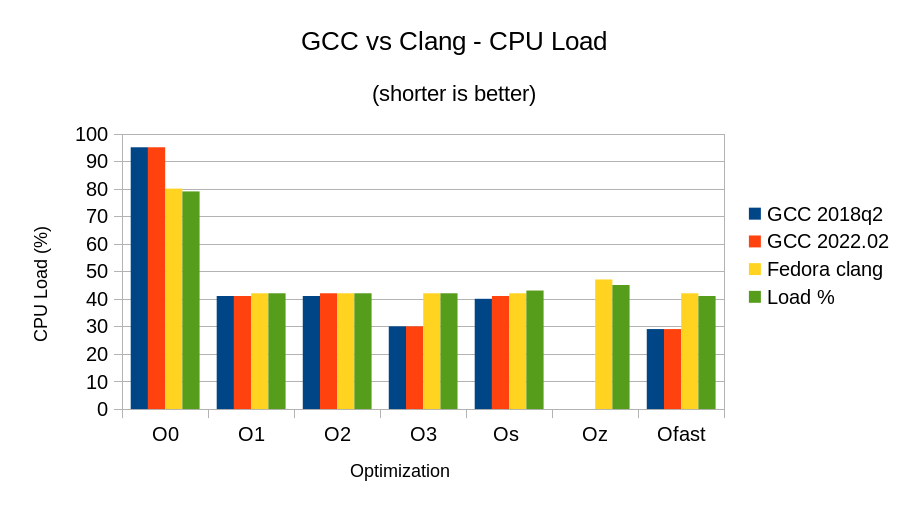 GCC vs Clang - CPU Load
(shorter is better)
100
90
80
70
60
50
40
30
20
10
0
CPU Load (%)
O0 O1 O2 O3 Os Oz Ofast
Optimization
GCC 2018q2
GCC 2022.02
Fedora clang
Load %